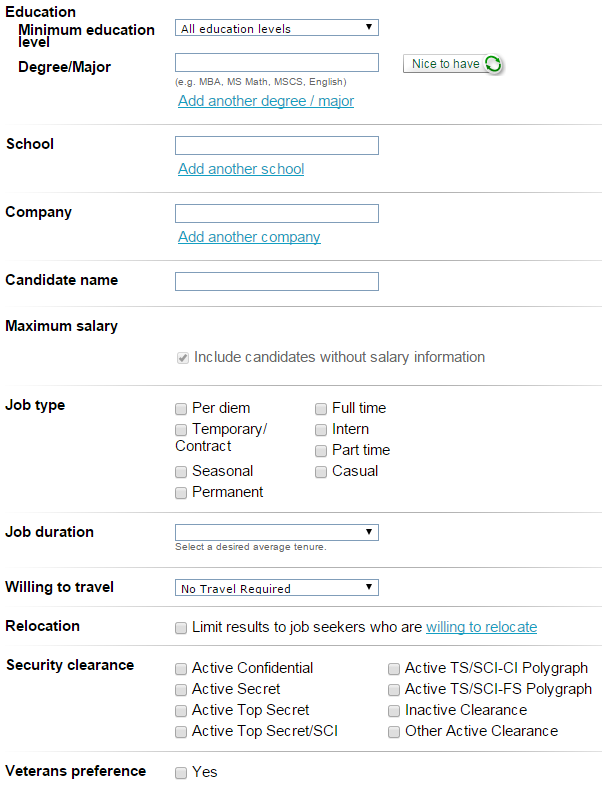 Education
Minimum education
level
All education levels
Degree/Major
Nice to have
(e.g. MBA, MS Math, MSCS, English)
Add another degree / major
School
Add another school
Company
Add another company
Candidate name
Maximum salary
Include candidates without salary information
Job type
Per diem
Full time
Temporary/
Contract
Intern
Part time
Seasonal
Casual
Permanent
Job duration
Select a desired average tenure.
Willing to travel
No Travel Required
Relocation
Limit results to job seekers who are willing to relocate
Security clearance
Active Confidential
Active TS/SCI-CI Polygraph
Active Secret
Active TS/SCI-FS Polygraph
Active Top Secret
Inactive Clearance
Active Top Secret/SCI
Other Active Clearance
Veterans preference
Yes